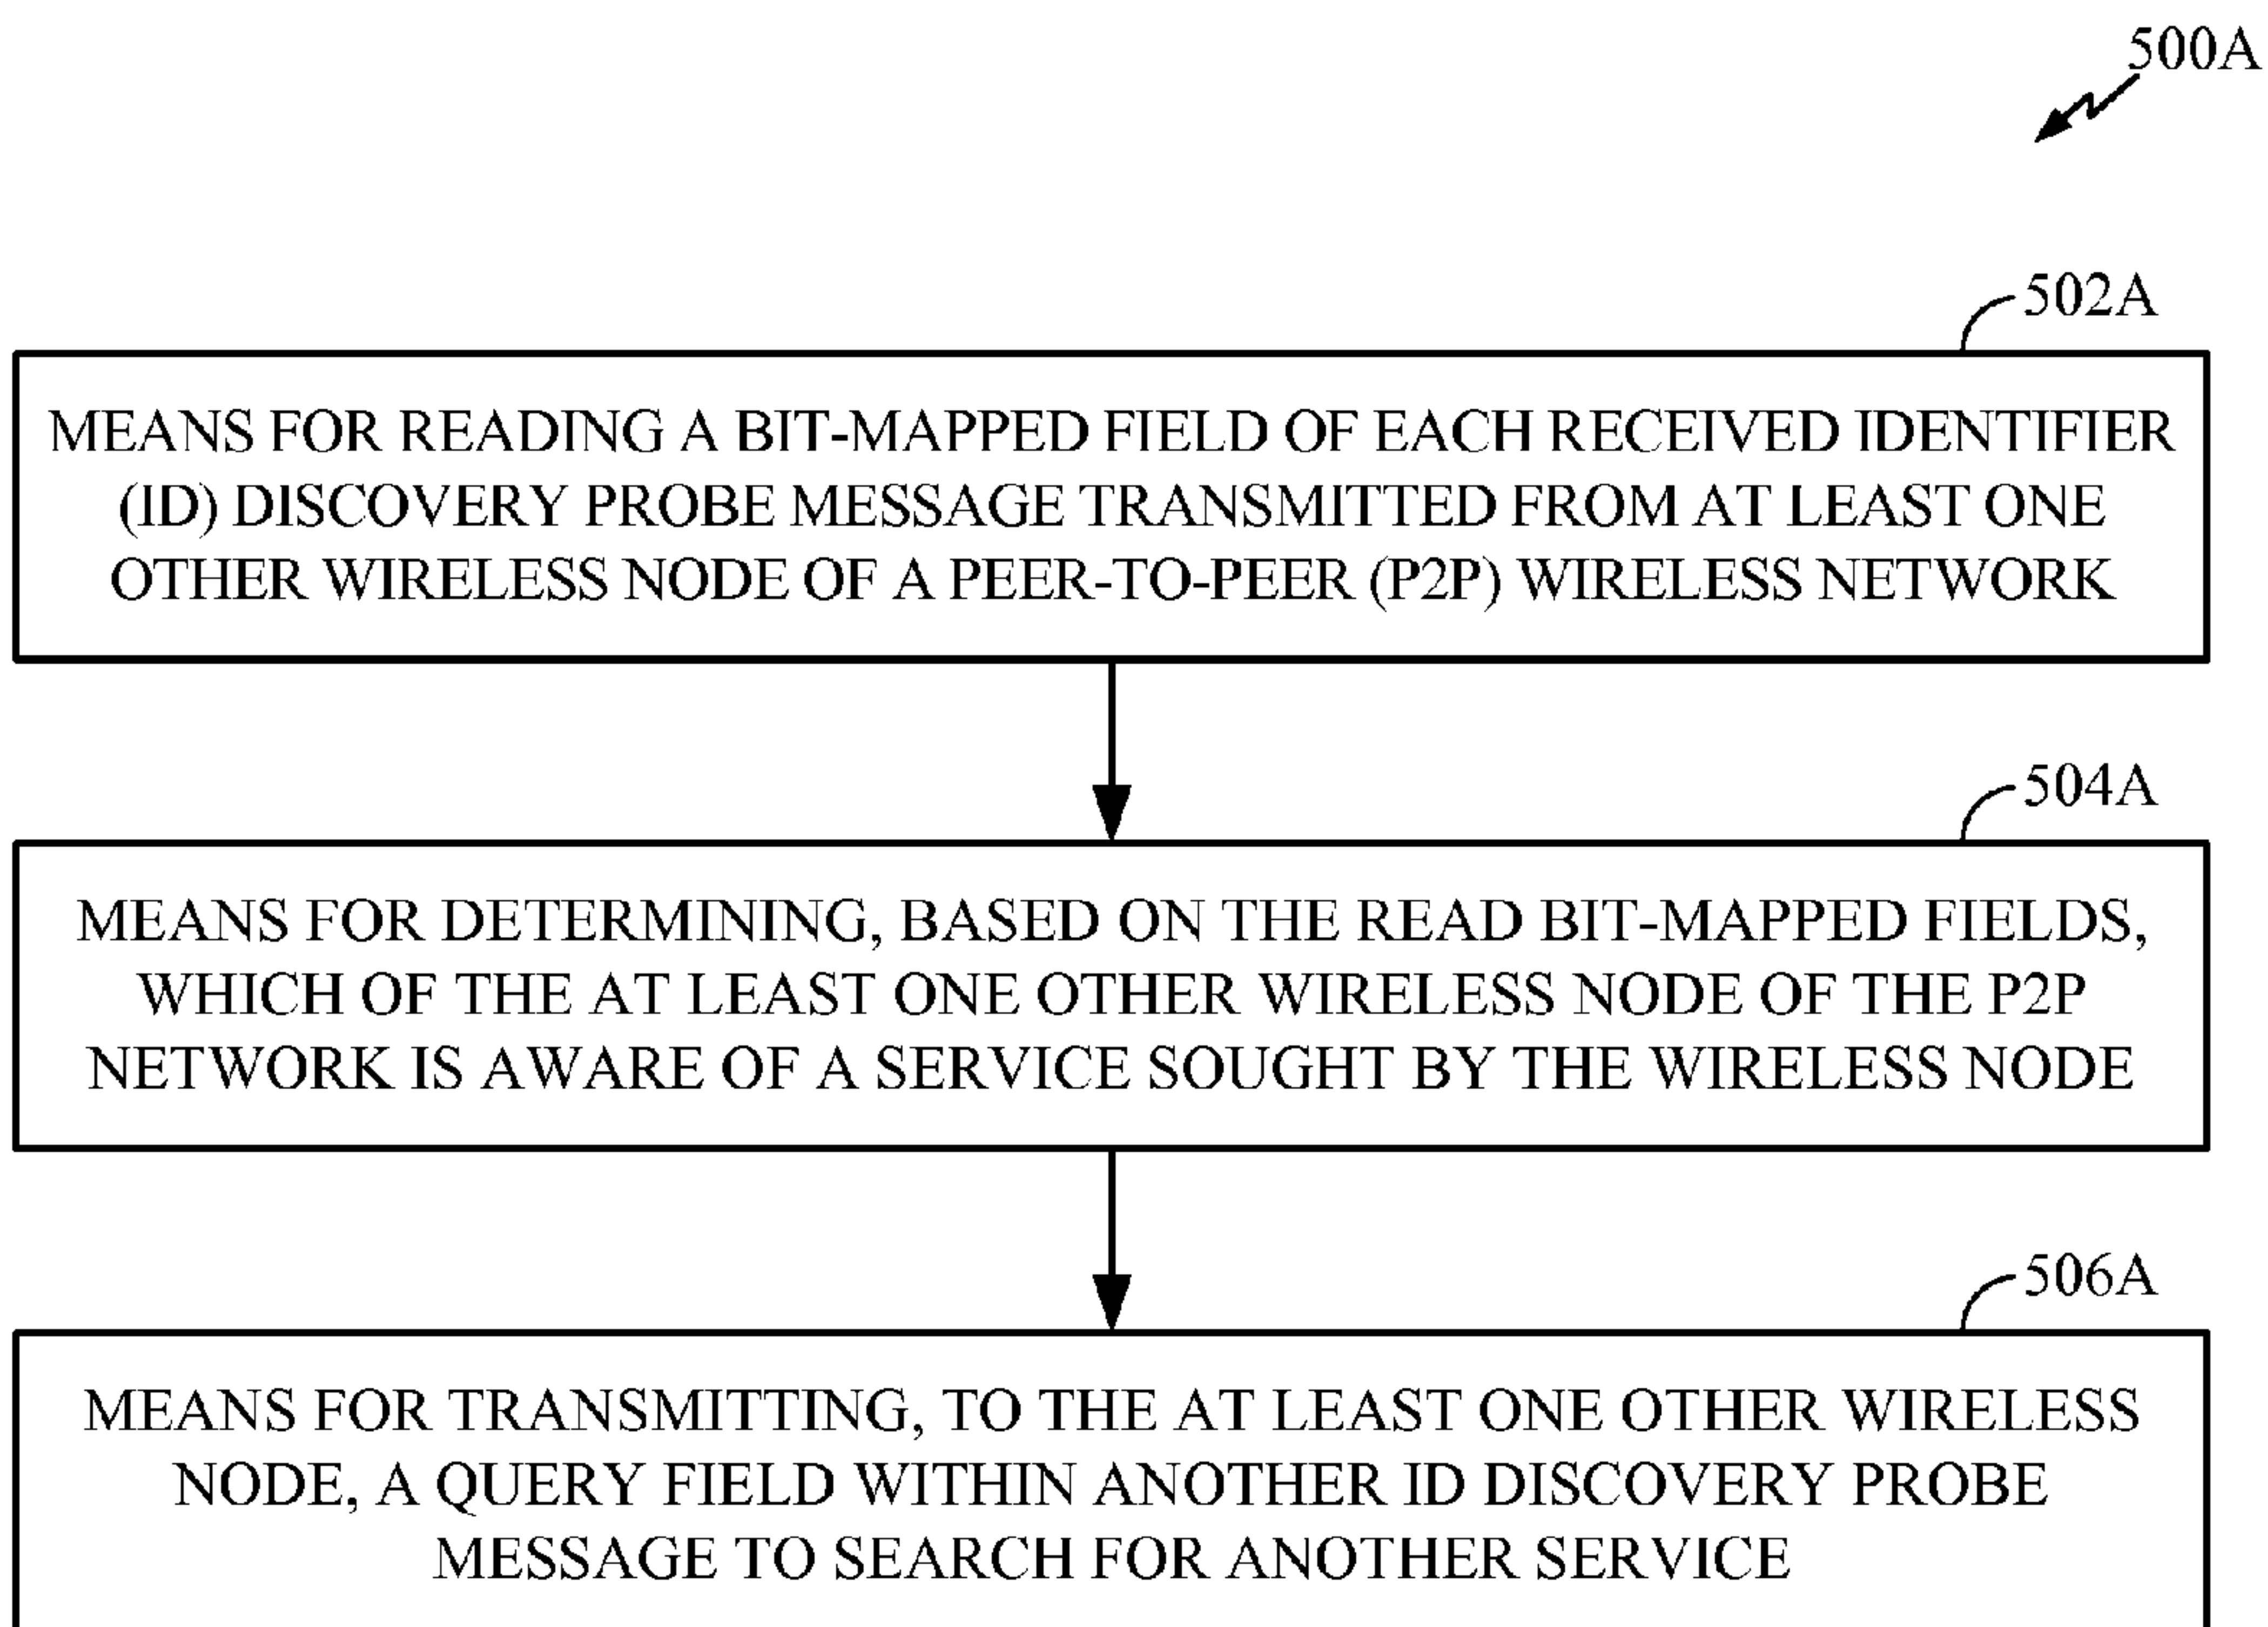 500A
502A
MEANS FOR READING A BIT-MAPPED FIELD OF EACH RECEIVED IDENTIFIER
(ID) DISCOVERY PROBE MESSAGE TRANSMITTED FROM AT LEAST ONE
OTHER WIRELESS NODE OF A PEER-TO-PEER (P2P) WIRELESS NETWORK
504A
MEANS FOR DETERMINING, BASED ON THE READ BIT-MAPPED FIELDS,
WHICH OF THE AT LEAST ONE OTHER WIRELESS NODE OF THE P2P
NETWORK IS AWARE OF A SERVICE SOUGHT BY THE WIRELESS NODE
506A
MEANS FOR TRANSMITTING, TO THE AT LEAST ONE OTHER WIRELESS
NODE, A QUERY FIELD WITHIN ANOTHER ID DISCOVERY PROBE
MESSAGE TO SEARCH FOR ANOTHER SERVICE